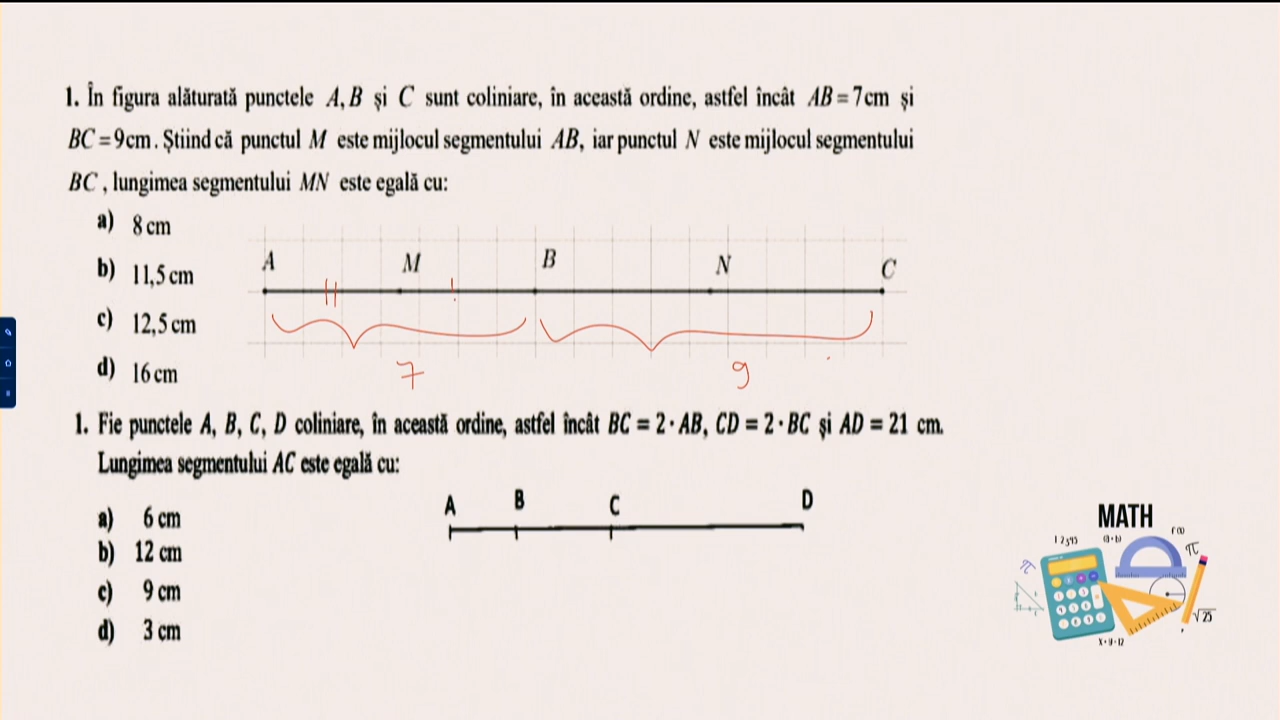 1. În figura alăturată punctele A, B și C sunt coliniare, în această ordine, astfel încât AB = 7cm și
BC = 9cm. Știind că punctul M este mijlocul segmentului AB, iar punctul N este mijlocul segmentului
BC, lungimea segmentului MN este egală cu:
a) 8 cm
b) 11,5 cm
c) 12,5 cm
d) 16 cm
A M B N C
7 9
1. Fie punctele A, B, C, D coliniare, în această ordine, astfel încât BC = 2 · AB, CD = 2 · BC și AD = 21 cm.
Lungimea segmentului AC este egală cu:
A B C D
a) 6 cm
b) 12 cm
c) 9 cm
d) 3 cm
MATH
π
π
√25
x+y=12